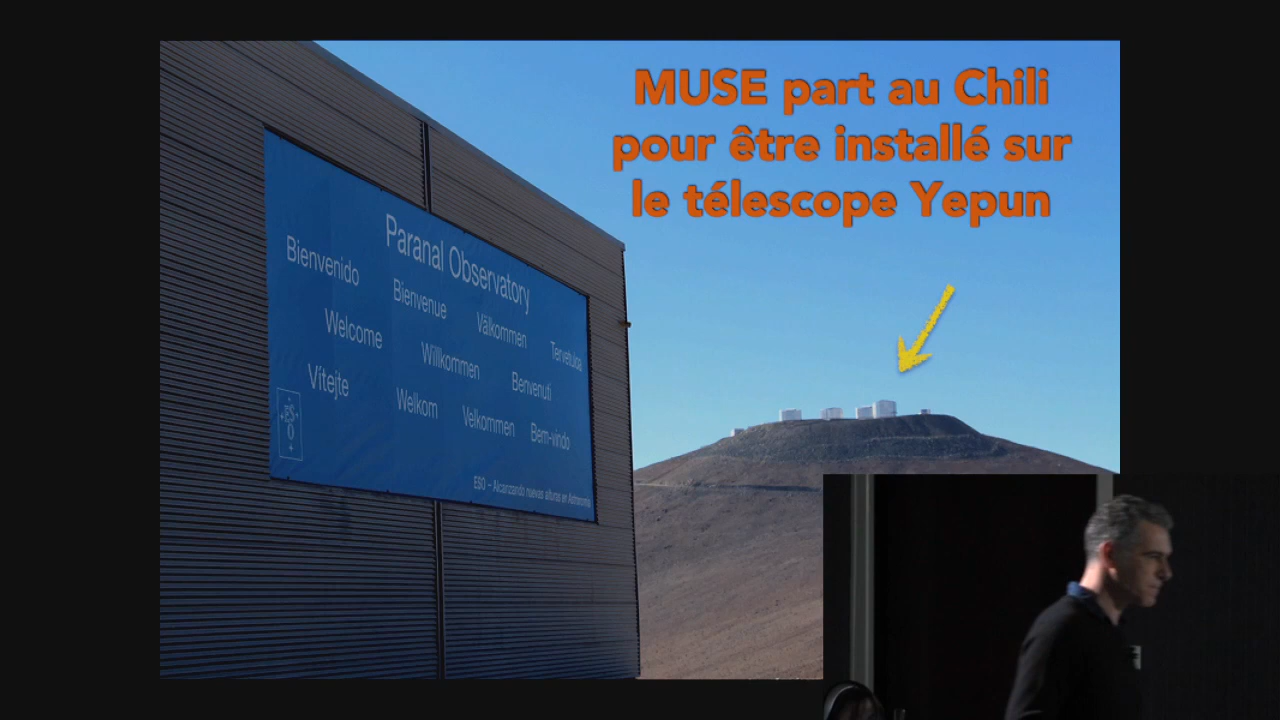 MUSE part au Chili
pour être installé sur
le télescope Yepun
Paranal Observatory
Bienvenido
Bienvenue
Välkommen
Tervetuloa
Welcome
Willkommen
Benvenuti
Vítejte
Welkom
Velkommen
Bem-vindo
ESO
ESO – Alcanzando nuevas alturas en Astronomía